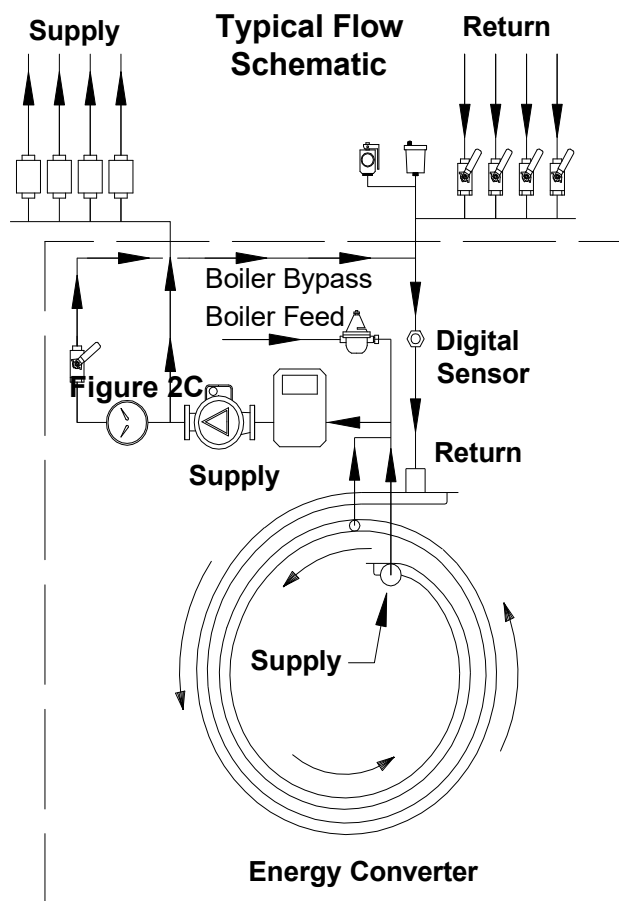 Supply
Typical Flow
Schematic
Return
Boiler Bypass
Boiler Feed
Digital
Sensor
Figure 2C
Supply
Return
Supply
Energy Converter